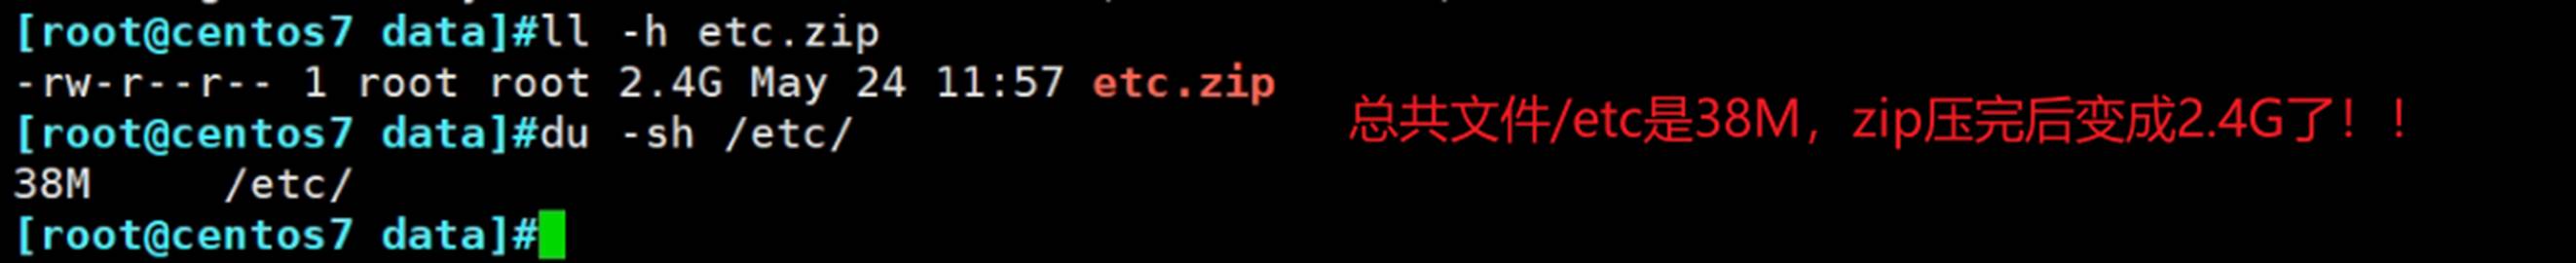 [root@centos7 data]#ll -h etc.zip
-rw-r--r-- 1 root root 2.4G May 24 11:57 etc.zip
总共文件/etc是38M，zip压完后变成2.4G了！！
[root@centos7 data]#du -sh /etc/
38M     /etc/
[root@centos7 data]#